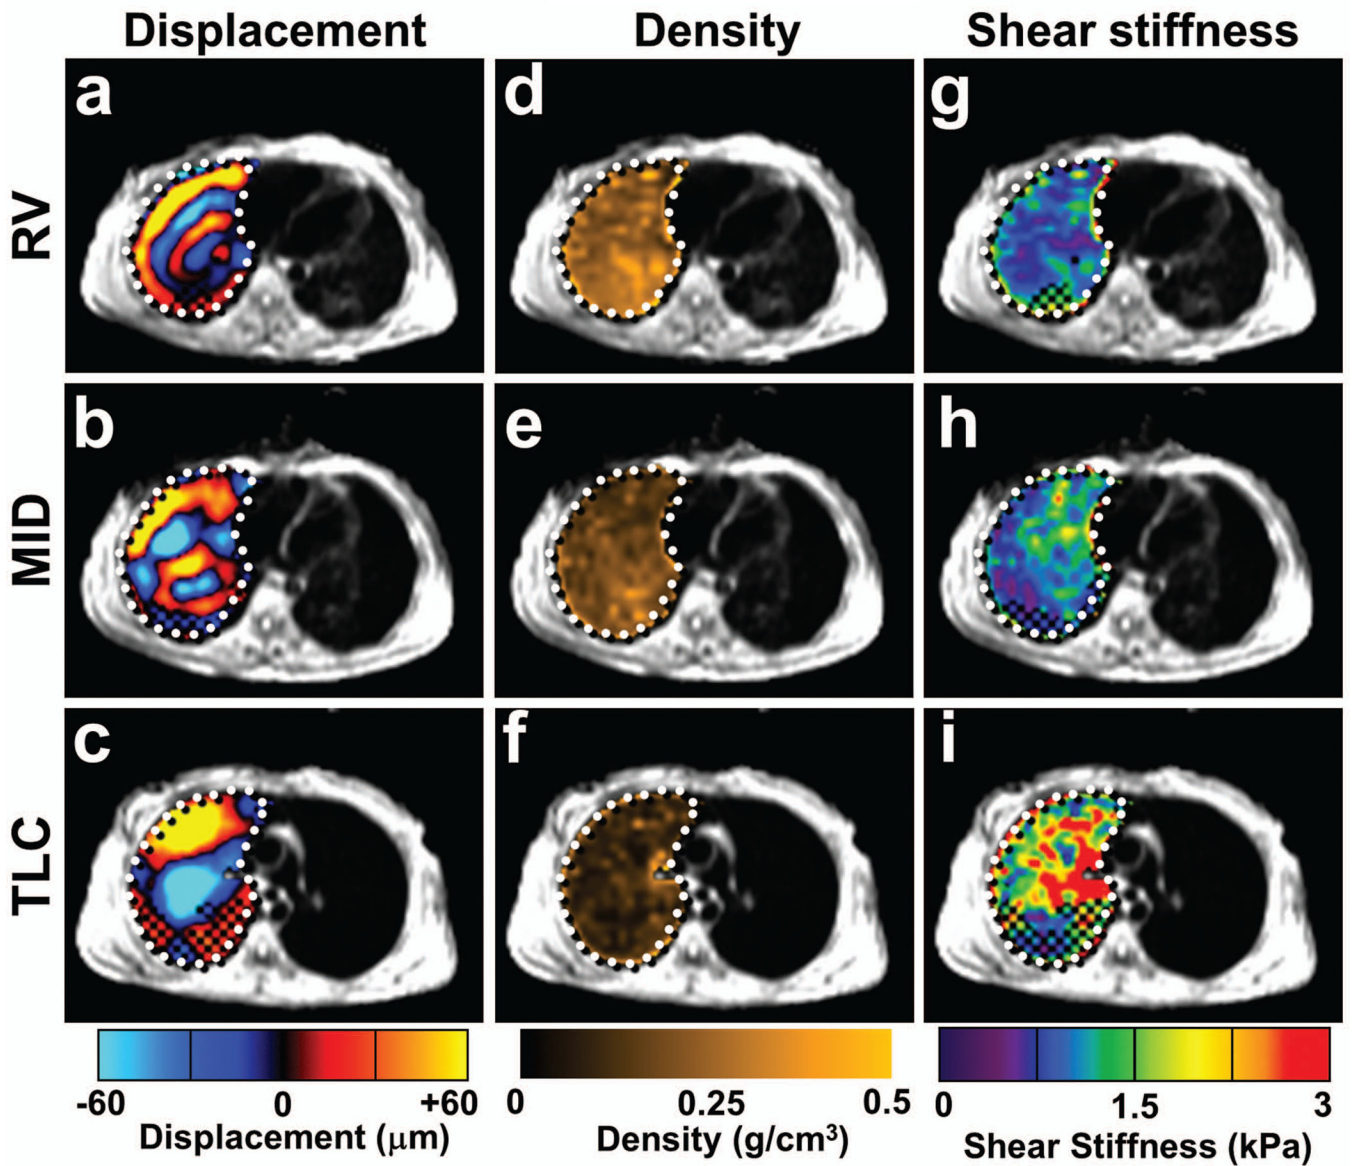 Displacement
Density
Shear stiffness
RV
a
d
g
MID
b
e
h
TLC
c
f
i
-60
0
+60
Displacement (μm)
0
0.25
0.5
Density (g/cm³)
0
1.5
3
Shear Stiffness (kPa)